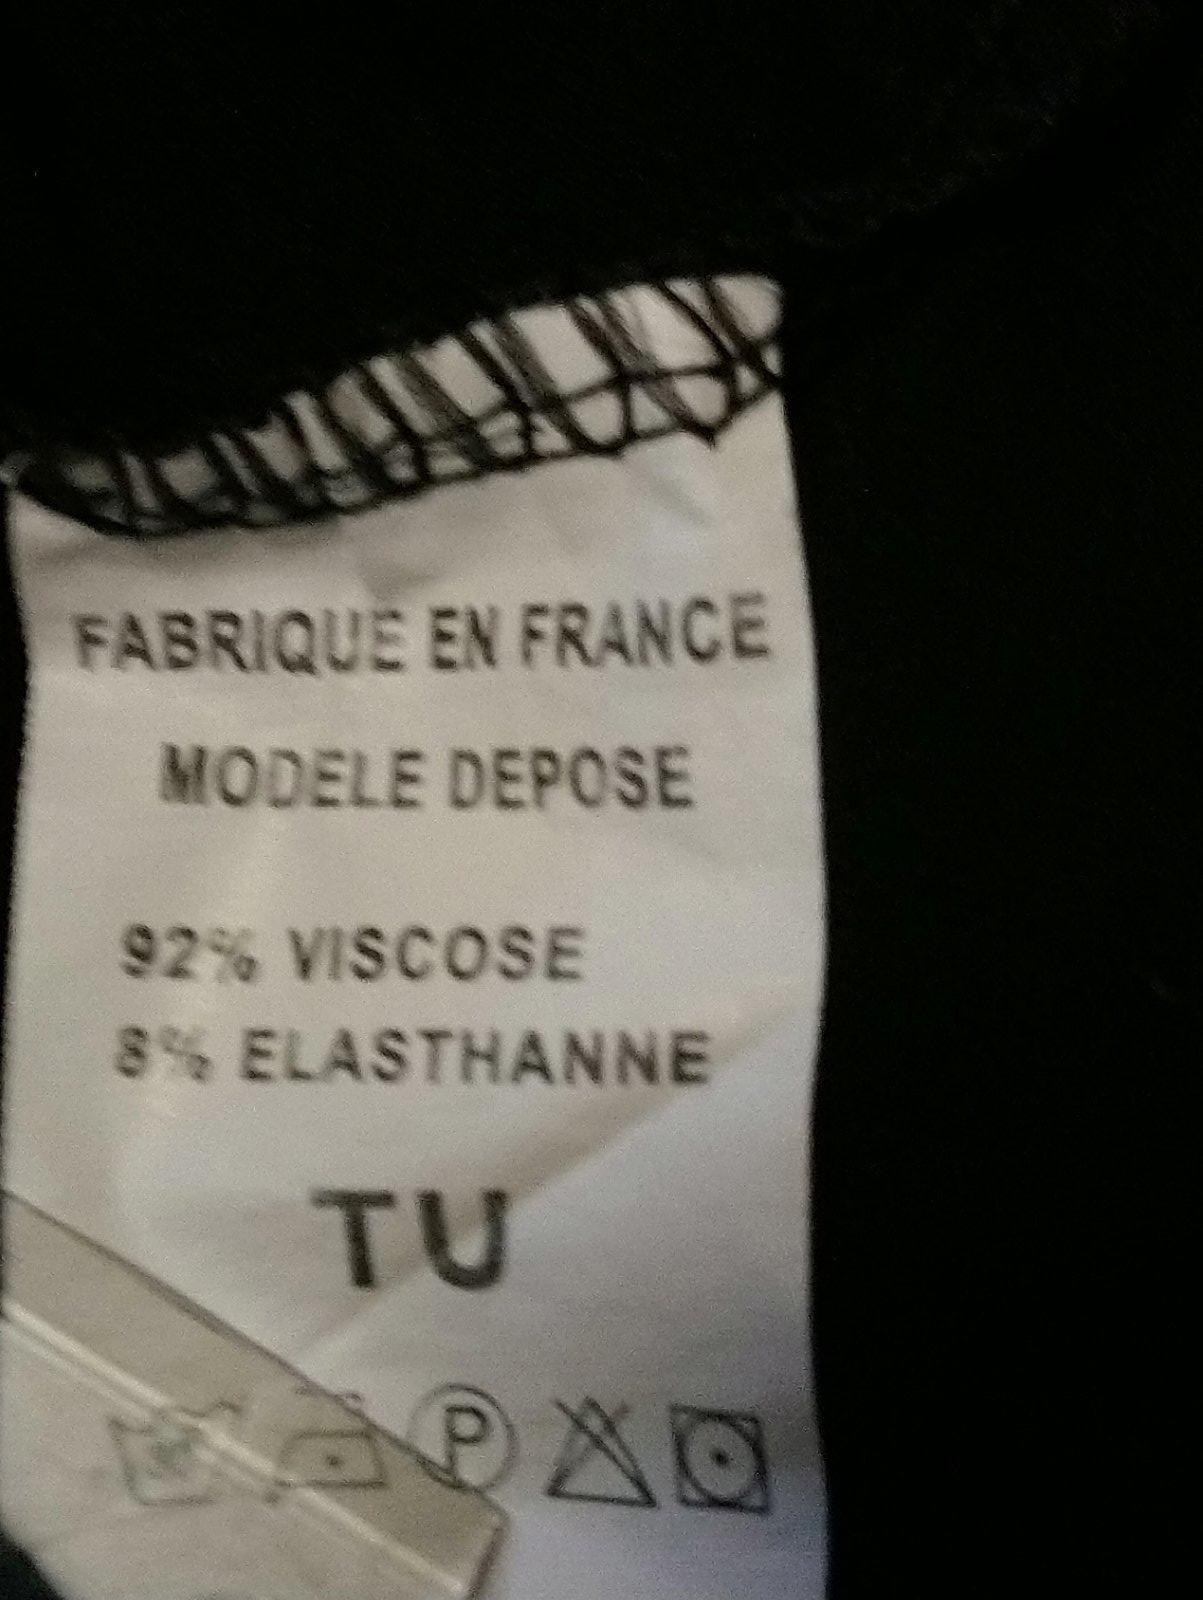 FABRIQUE EN FRANCE
MODELE DEPOSE
92% VISCOSE
8% ELASTHANNE
TU
P